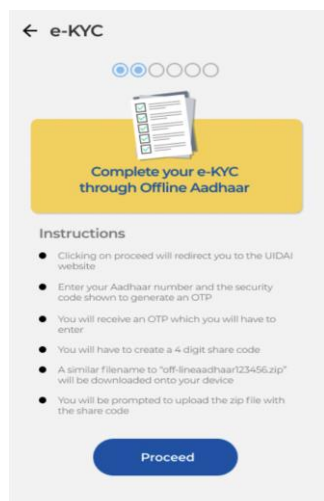 ← e-KYC
Complete your e-KYC
through Offline Aadhaar
Instructions
● Clicking on proceed will redirect you to the UIDAI
website
● Enter your Aadhaar number and the security
code shown to generate an OTP
● You will receive an OTP which you will have to
enter
● You will have to create a 4 digit share code
● A similar filename to "off-lineaadhaar123456.zip"
will be downloaded onto your device
● You will be prompted to upload the zip file with
the share code
Proceed